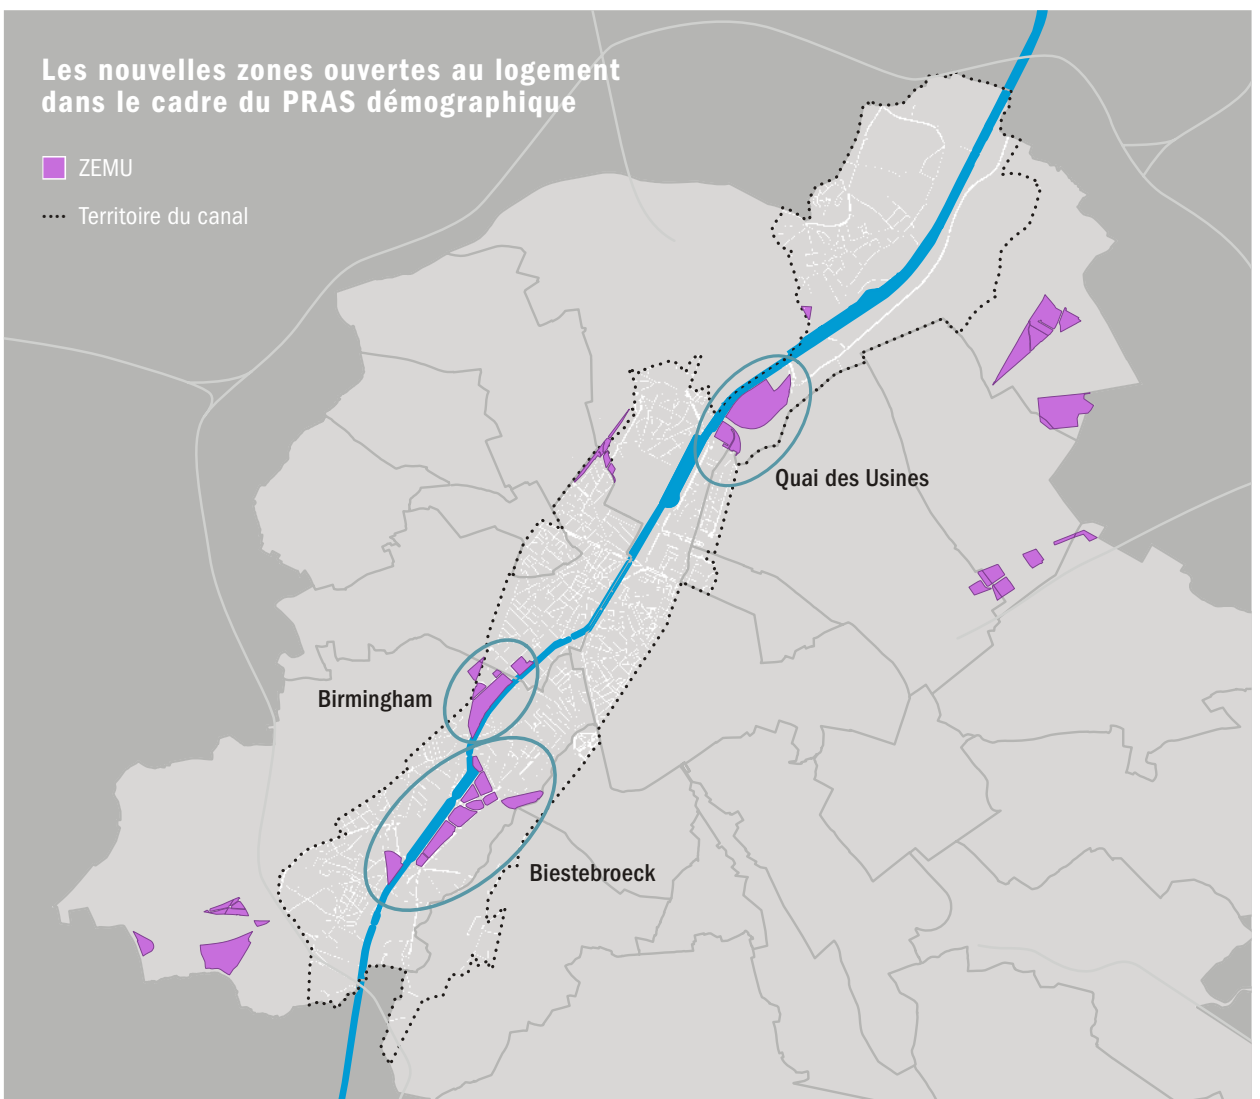 Les nouvelles zones ouvertes au logement
dans le cadre du PRAS démographique
ZEMU
Territoire du canal
Quai des Usines
Birmingham
Biestebroeck